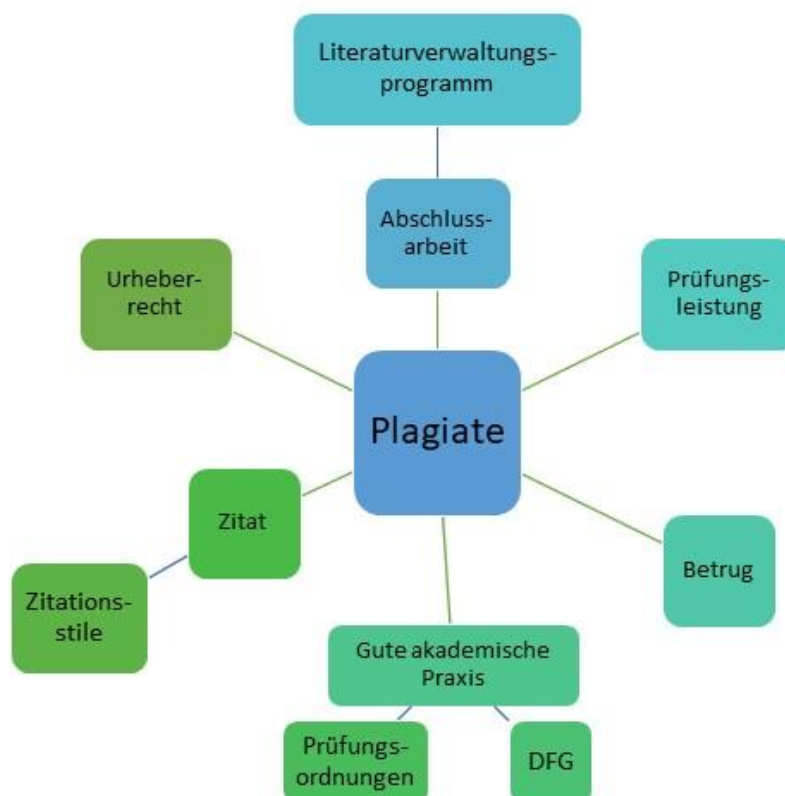 Literaturverwaltungs-
programm
Abschluss-
arbeit
Urheber-
recht
Prüfungs-
leistung
Plagiate
Zitat
Betrug
Zitations-
stile
Gute akademische
Praxis
Prüfungs-
ordnungen
DFG